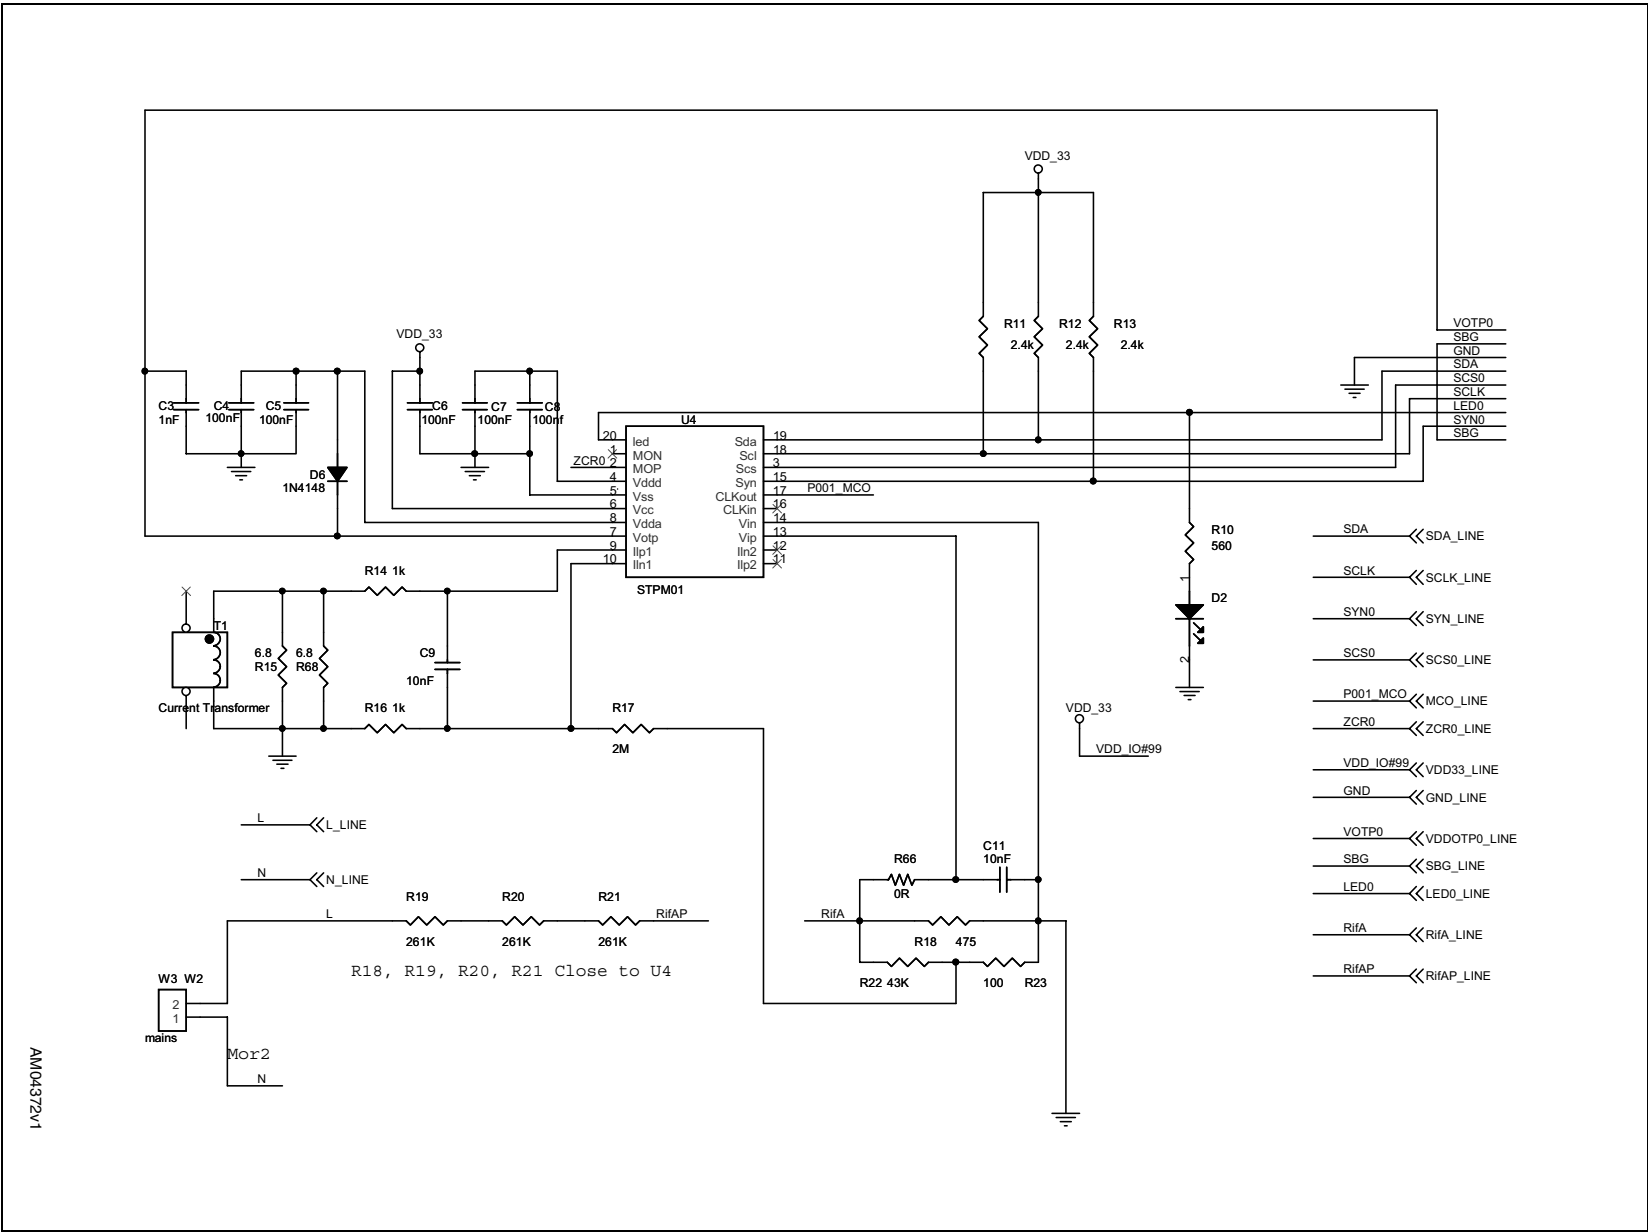 VDD_33
VOTP0
SBG
GND
SDA
SCS0
SCLK
LED0
SYN0
SBG
R11
2.4k
R12
2.4k
R13
2.4k
VDD_33
C3
1nF
C4
100nF
C5
100nF
C6
100nF
C7
100nF
C8
100nf
D6
1N4148
U4
ZCR0
20
1
2
4
5
6
8
7
9
10
led
MON
MOP
Vddd
Vss
Vcc
Vdda
Votp
IIp1
IIn1
Sda
Scl
Scs
Syn
CLKout
CLKin
Vin
Vip
IIn2
IIp2
19
18
3
15
17
16
14
13
12
11
P001_MCO
STPM01
R14 1k
T1
6.8
R15
6.8
R68
C9
10nF
Current Transformer
R16 1k
R17
2M
R10
560
1
D2
2
VDD_33
VDD_IO#99
SDA
SDA_LINE
SCLK
SCLK_LINE
SYN0
SYN_LINE
SCS0
SCS0_LINE
P001_MCO
MCO_LINE
ZCR0
ZCR0_LINE
VDD_IO#99
VDD33_LINE
GND
GND_LINE
VOTP0
VDDOTP0_LINE
SBG
SBG_LINE
LED0
LED0_LINE
RifA
RifA_LINE
RifAP
RifAP_LINE
L
L_LINE
N
N_LINE
L
R19
261K
R20
261K
R21
261K
RifAP
R18, R19, R20, R21 Close to U4
RifA
R66
0R
C11
10nF
R18 475
R22 43K
100 R23
W3 W2
2
1
mains
Mor2
N
AM04372v1